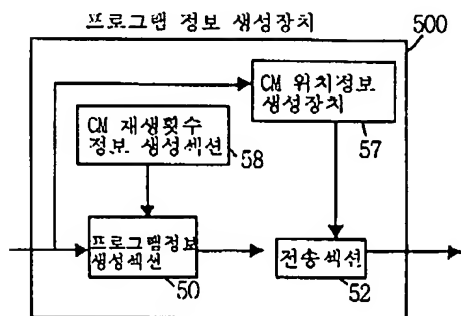 프로그램 정보 생성장치
500
CM 위치정보
생성장치
57
CM 재생횟수
정보 생성섹션
58
프로그램정보
생성섹션
50
전송섹션
52